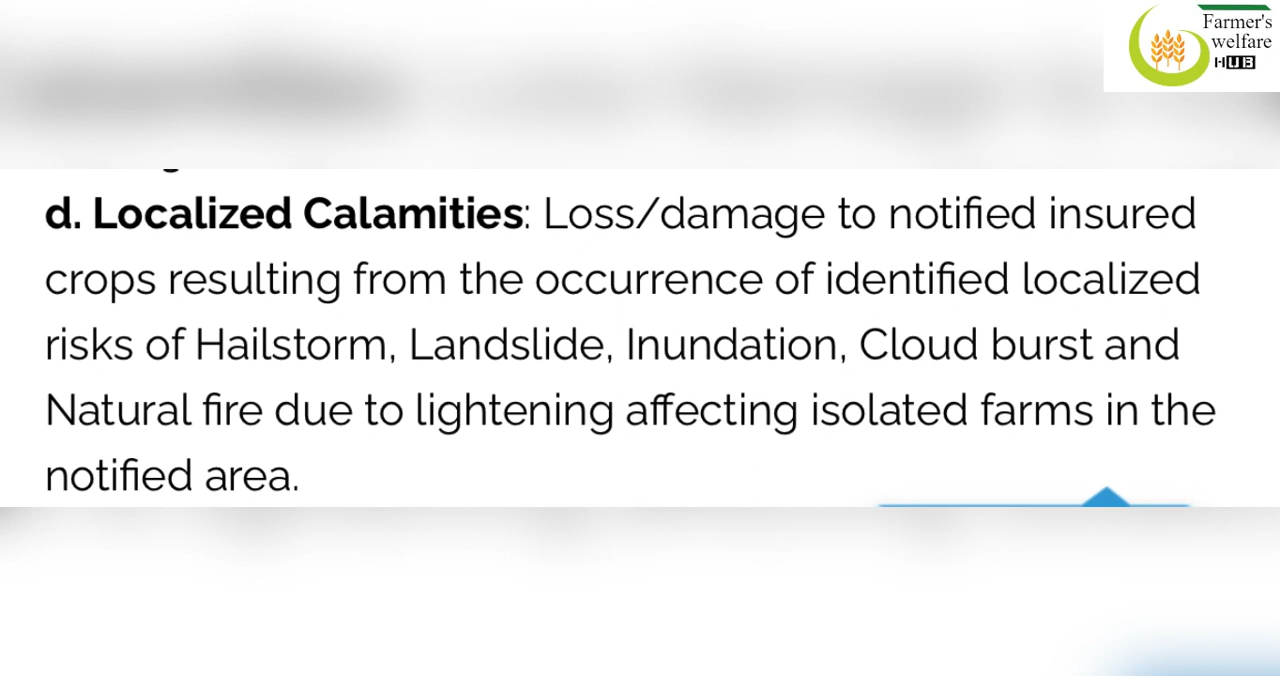 Farmer's
welfare
HUB
d. Localized Calamities: Loss/damage to notified insured
crops resulting from the occurrence of identified localized
risks of Hailstorm, Landslide, Inundation, Cloud burst and
Natural fire due to lightening affecting isolated farms in the
notified area.